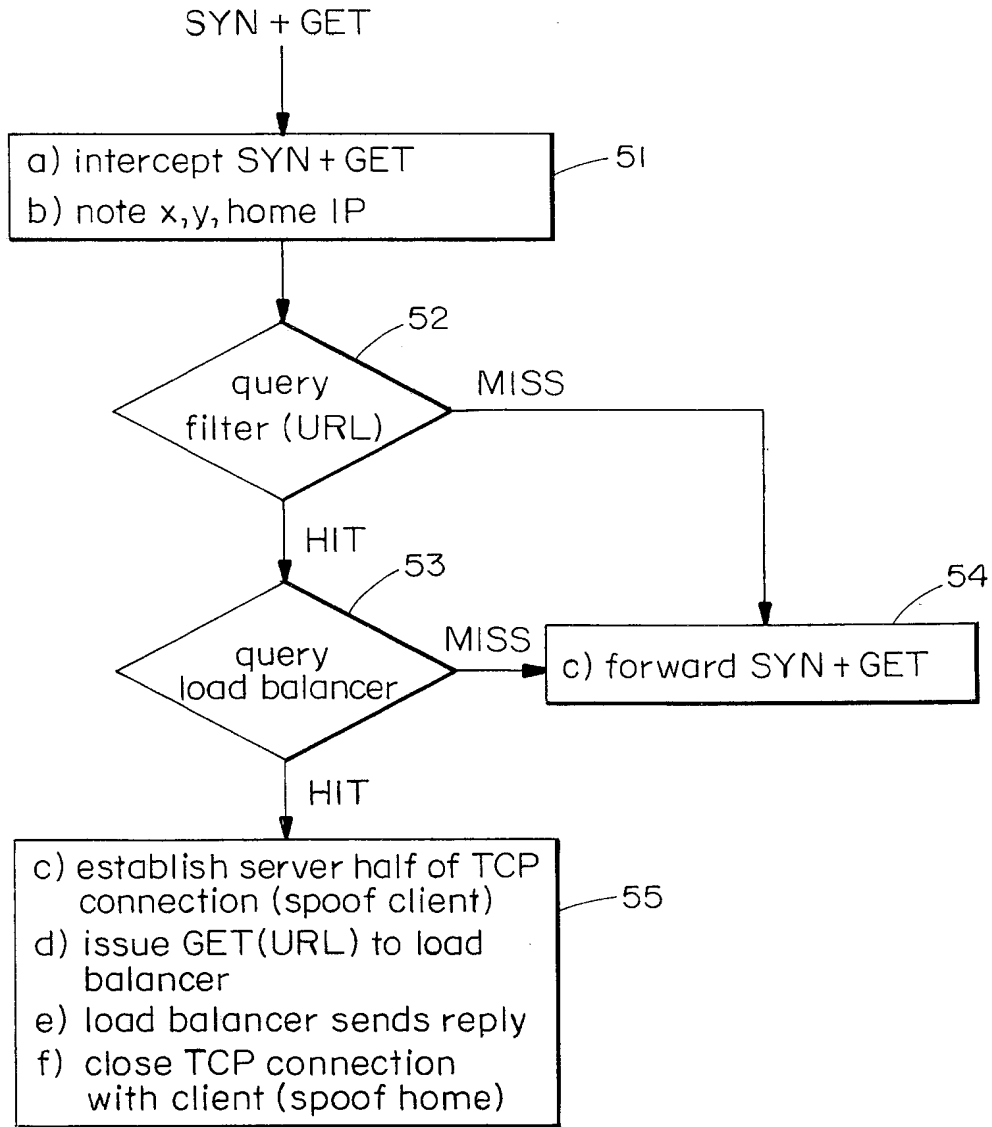 SYN + GET
a) intercept SYN + GET
b) note x, y, home IP
51
52
query
filter (URL)
MISS
HIT
53
query
load balancer
MISS
54
c) forward SYN + GET
HIT
c) establish server half of TCP
connection (spoof client)
d) issue GET(URL) to load
balancer
e) load balancer sends reply
f) close TCP connection
with client (spoof home)
55